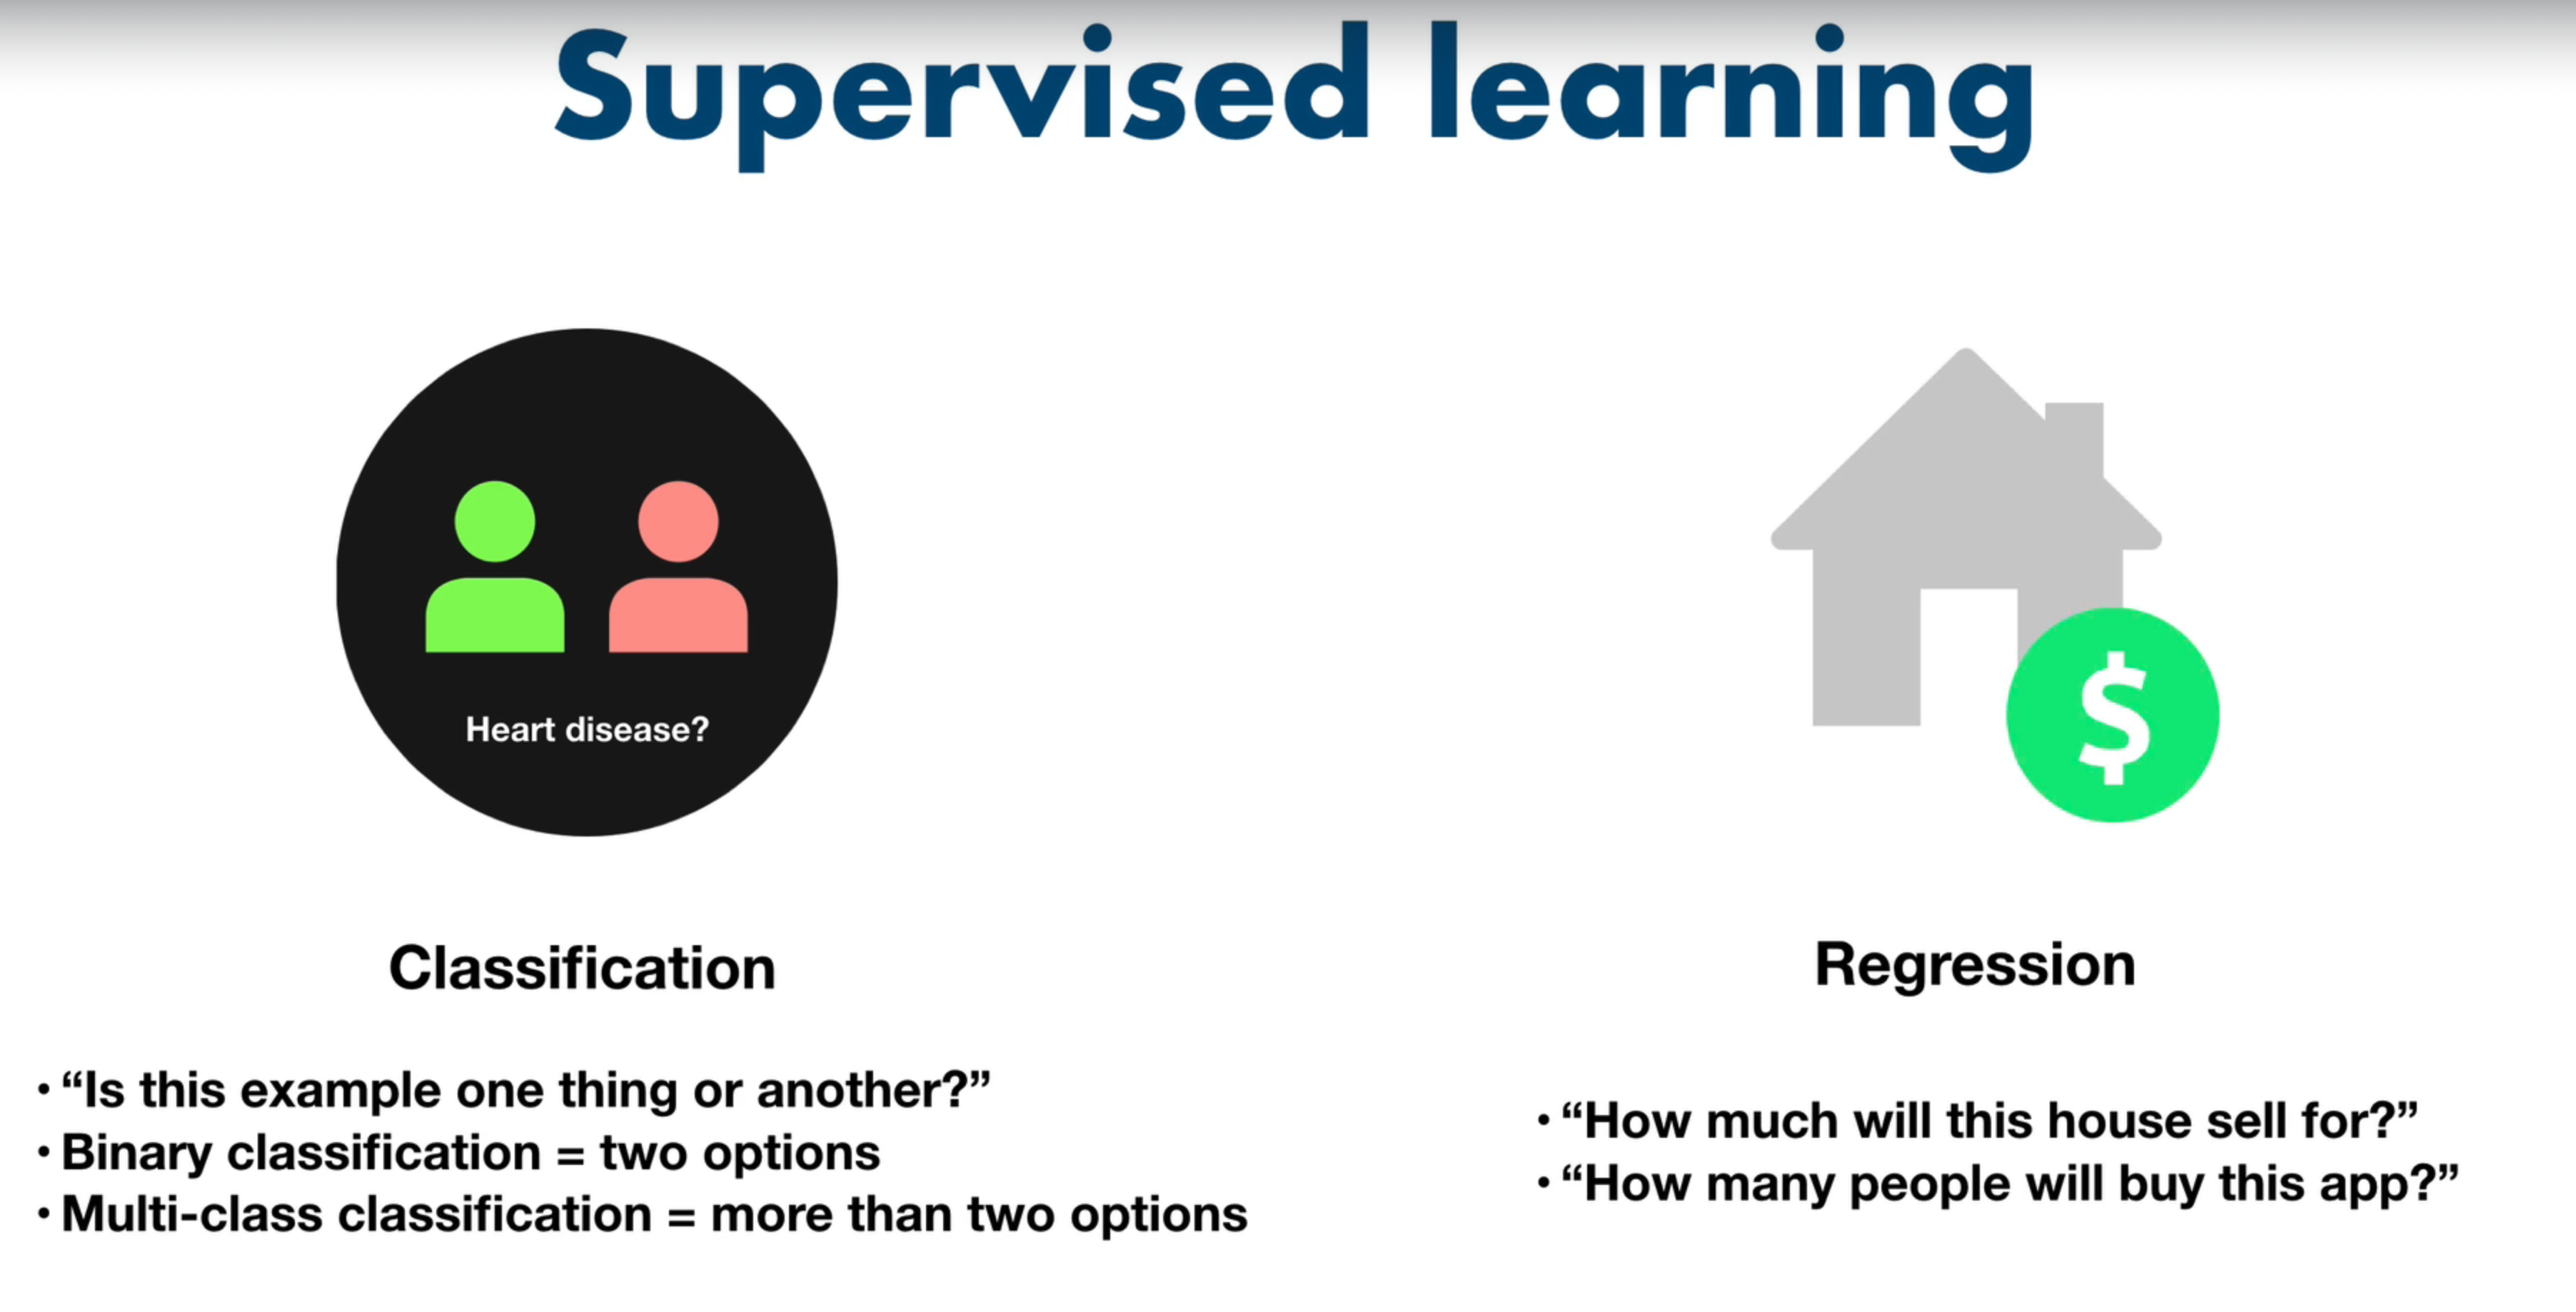 Supervised learning
Heart disease?
$
Classification
• “Is this example one thing or another?”
• Binary classification = two options
• Multi-class classification = more than two options
Regression
• “How much will this house sell for?”
• “How many people will buy this app?”